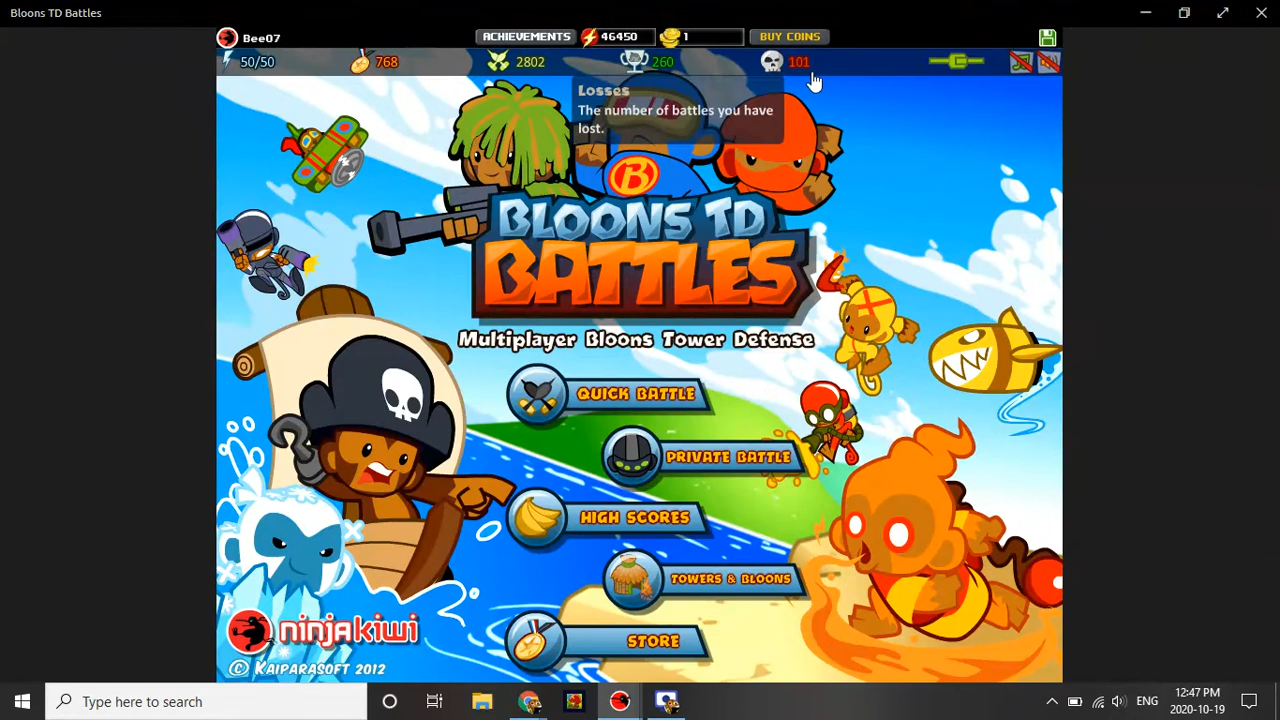 Bloons TD Battles
Bee07
ACHIEVEMENTS
46450
1
BUY COINS
50/50
768
2802
260
101
Losses
The number of battles you have
lost.
B
BLOONS TD
BATTLES
Multiplayer Bloons Tower Defense
QUICK BATTLE
PRIVATE BATTLE
HIGH SCORES
TOWERS & BLOONS
STORE
ninjakiwi
© KAIPARASOFT 2012
Type here to search
ENG
12:47 PM
2020-10-19